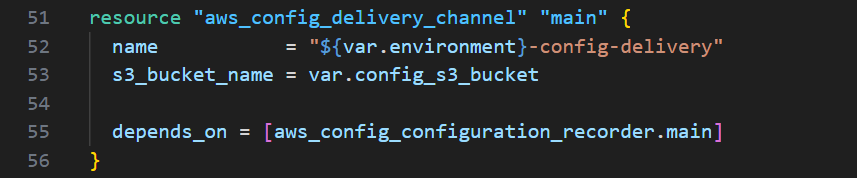 51 resource "aws_config_delivery_channel" "main" {
52   name           = "${var.environment}-config-delivery"
53   s3_bucket_name = var.config_s3_bucket
54
55   depends_on = [aws_config_configuration_recorder.main]
56 }